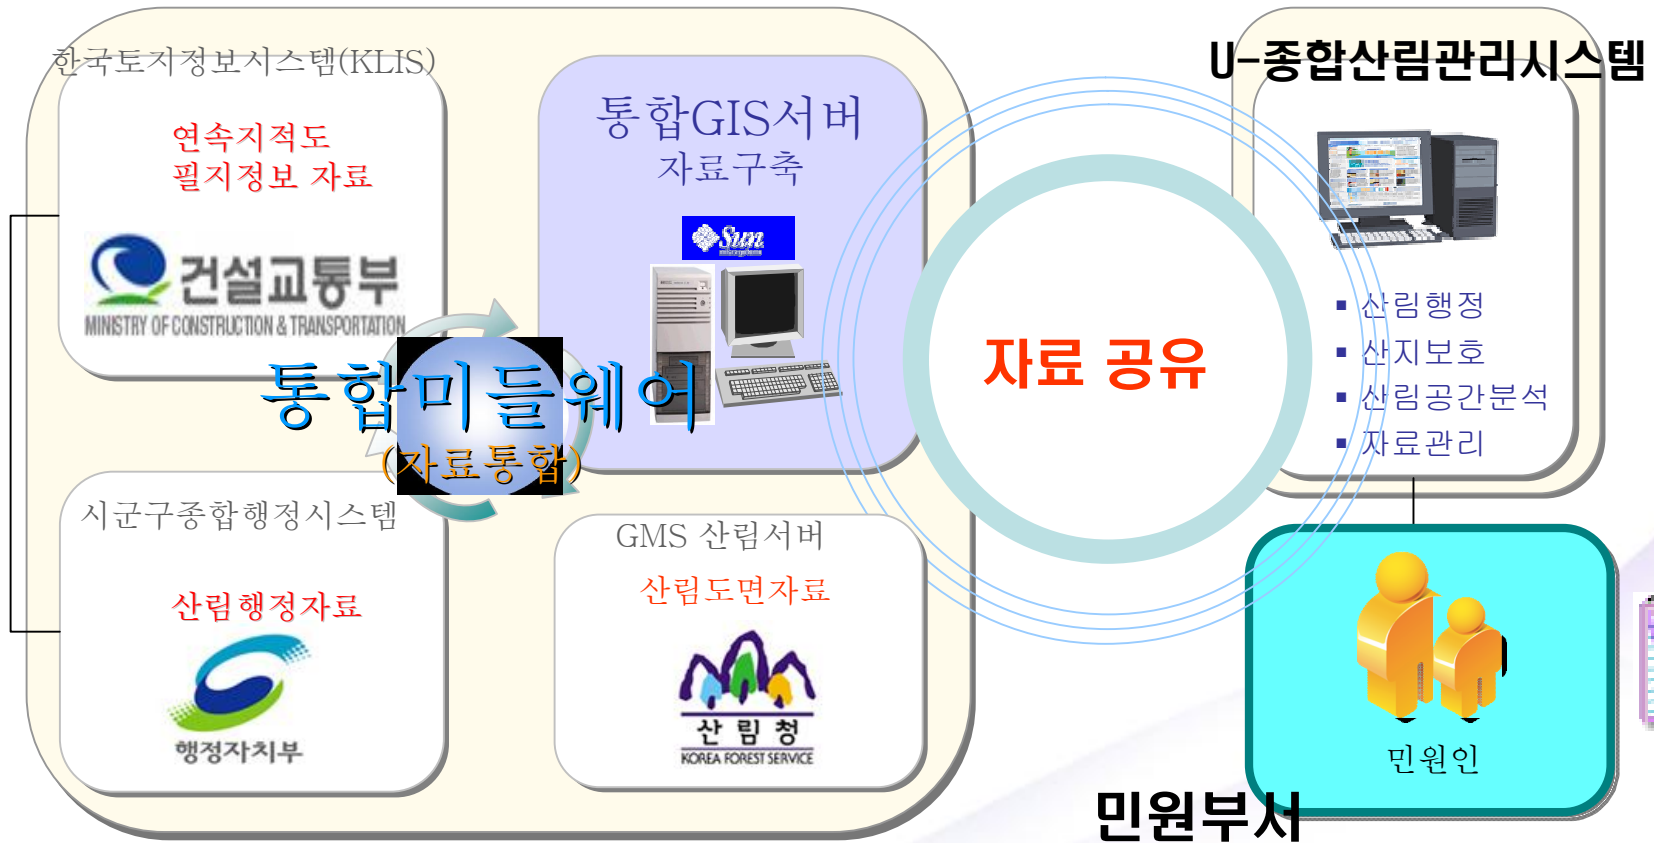 한국토지정보시스템(KLIS)
연속지적도
필지정보 자료
건설교통부
MINISTRY OF CONSTRUCTION & TRANSPORTATION
통합GIS서버
자료구축
Sun
통합미들웨어
(자료통합)
시군구종합행정시스템
산림행정자료
행정자치부
GMS 산림서버
산림도면자료
산림청
KOREA FOREST SERVICE
자료 공유
U-종합산림관리시스템
▪ 산림행정
▪ 산지보호
▪ 산림공간분석
▪ 자료관리
민원인
민원부서